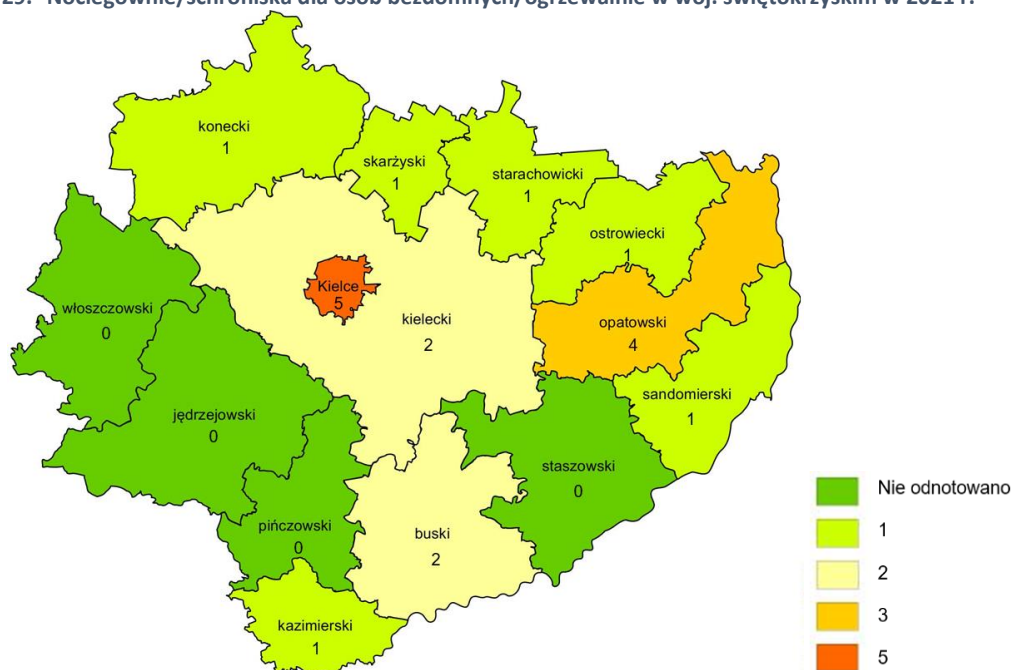 29. Noclegownie/schroniska dla osób bezdomnych/ogrzewalnie w woj. świętokrzyskim w 2021 r.
konecki
1
skarżyski
1
starachowicki
1
ostrowiecki
1
Kielce
5
kielecki
2
włoszczowski
0
opatowski
4
sandomierski
1
jędrzejowski
0
staszowski
0
pińczowski
0
buski
2
kazimierski
1
Nie odnotowano
1
2
3
5